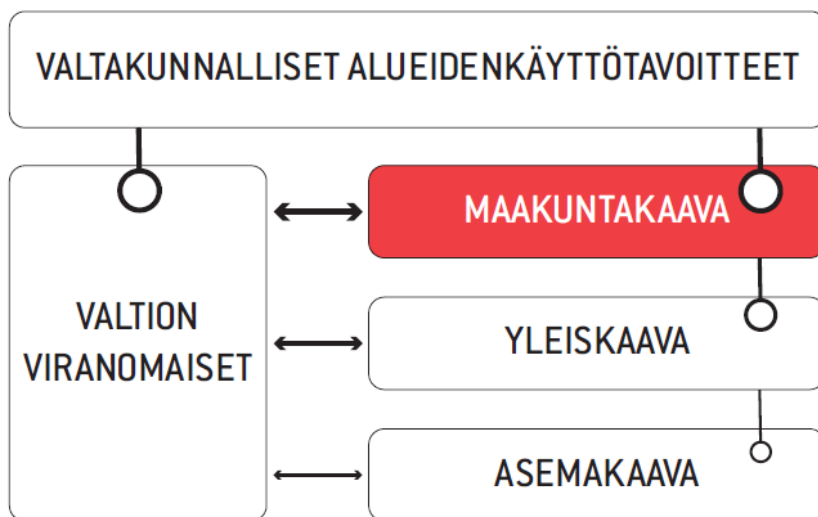 VALTAKUNNALLISET ALUEIDENKÄYTTÖTAVOITTEET
VALTION
VIRANOMAISET
MAAKUNTAKAAVA
YLEISKAAVA
ASEMAKAAVA